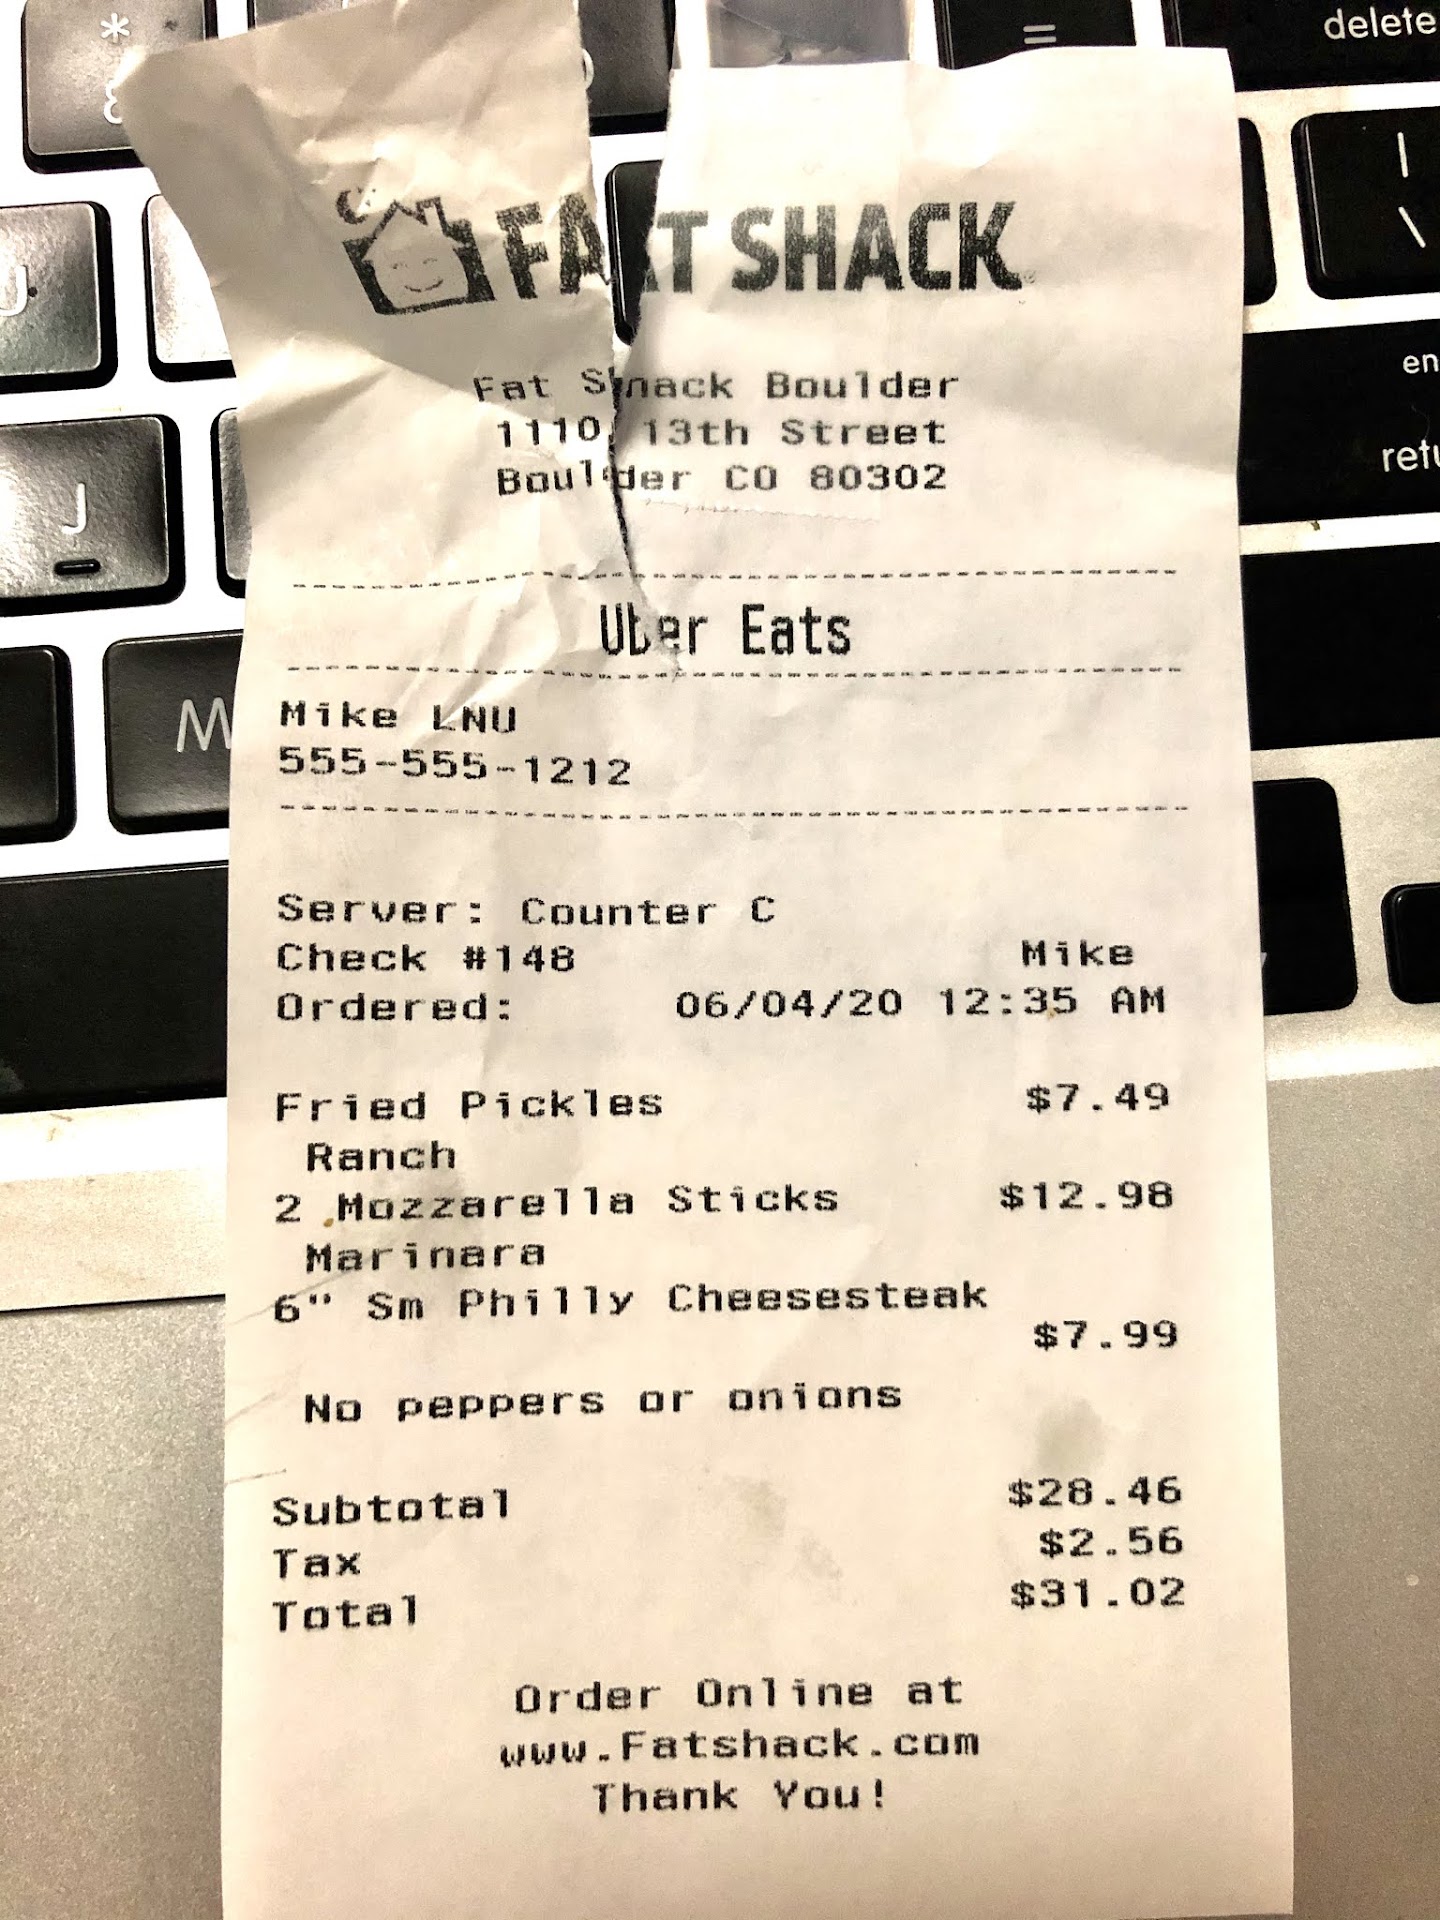 *
8
=
delete
|
\
U
en
retu
J
M
FAT SHACK
Fat Shack Boulder
1110 13th Street
Boulder CO 80302
Uber Eats
Mike LNU
555-555-1212
Server: Counter C
Check #148 Mike
Ordered: 06/04/20 12:35 AM
Fried Pickles $7.49
Ranch
2 Mozzarella Sticks $12.98
Marinara
6" Sm Philly Cheesesteak
$7.99
No peppers or onions
Subtotal $28.46
Tax $2.56
Total $31.02
Order Online at
www.Fatshack.com
Thank You!